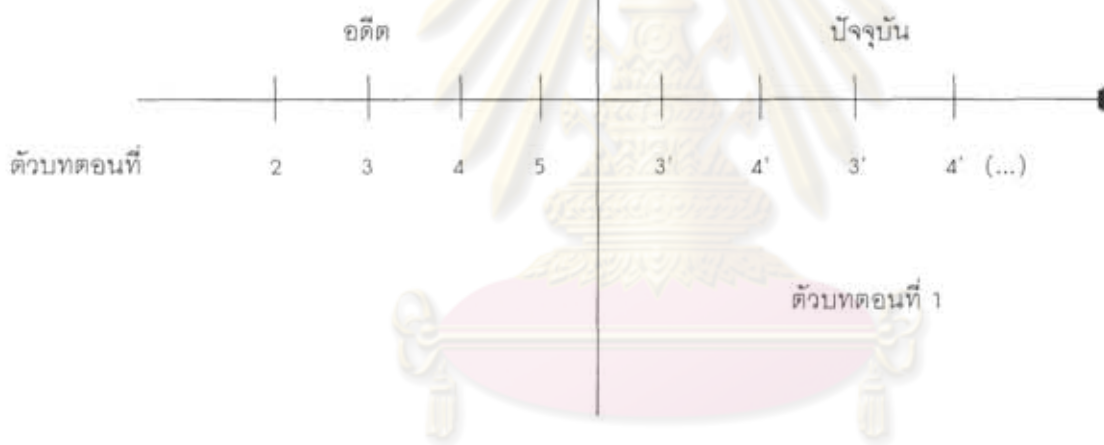 อดีต ปัจจุบัน
ตัวบทตอนที่ 2 3 4 5 3' 4' 3' 4' (...)
ตัวบทตอนที่ 1